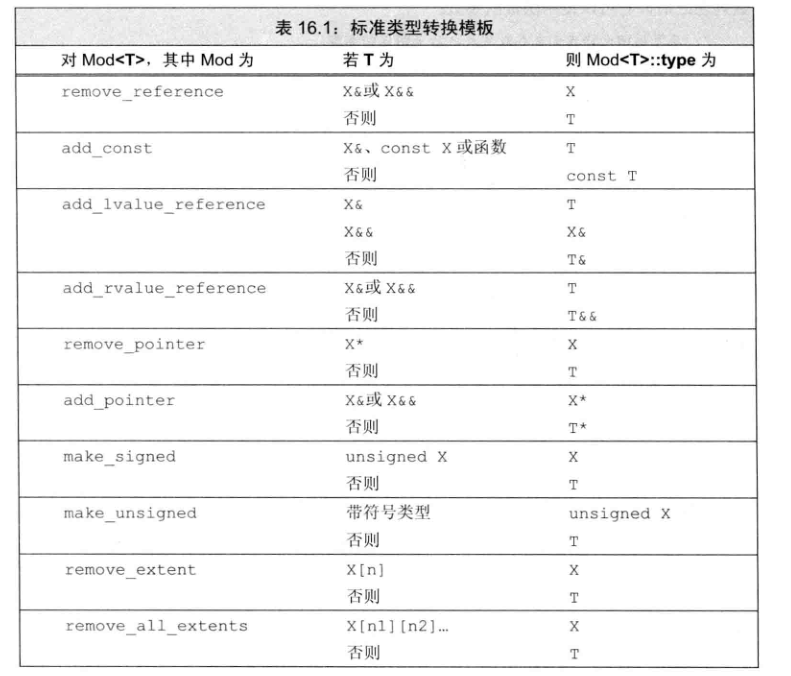 表 16.1：标准类型转换模板
对 Mod<T>，其中 Mod 为 若 T 为 则 Mod<T>::type 为
remove_reference X&或 X&& X
否则 T
add_const X&、const X 或函数 T
否则 const T
add_lvalue_reference X& T
X&& X&
否则 T&
add_rvalue_reference X&或 X&& T
否则 T&&
remove_pointer X* X
否则 T
add_pointer X&或 X&& X*
否则 T*
make_signed unsigned X X
否则 T
make_unsigned 带符号类型 unsigned X
否则 T
remove_extent X[n] X
否则 T
remove_all_extents X[n1][n2]… X
否则 T